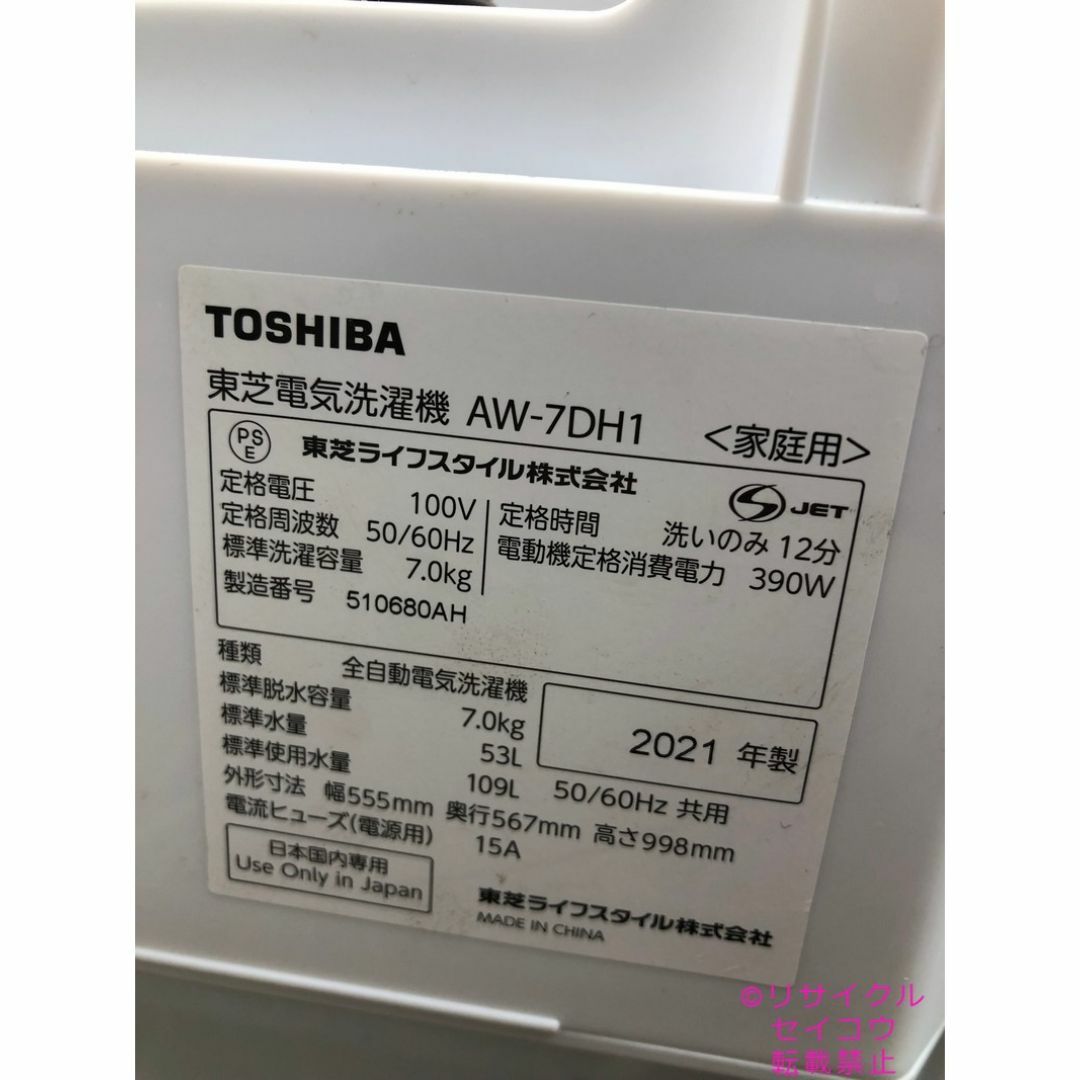 TOSHIBA
東芝電気洗濯機 AW-7DH1 <家庭用>
PS
E
東芝ライフスタイル株式会社
S JET
定格電圧 100V
定格周波数 50/60Hz
標準洗濯容量 7.0kg
製造番号 510680AH
定格時間 洗いのみ 12分
電動機定格消費電力 390W
種類 全自動電気洗濯機
標準脱水容量 7.0kg
標準水量 53L
標準使用水量 109L 50/60Hz 共用
外形寸法 幅555mm 奥行567mm 高さ998mm
電流ヒューズ(電源用) 15A
2021 年製
日本国内専用
Use Only in Japan
東芝ライフスタイル株式会社
MADE IN CHINA
©リサイクル
セイコウ
転載禁止